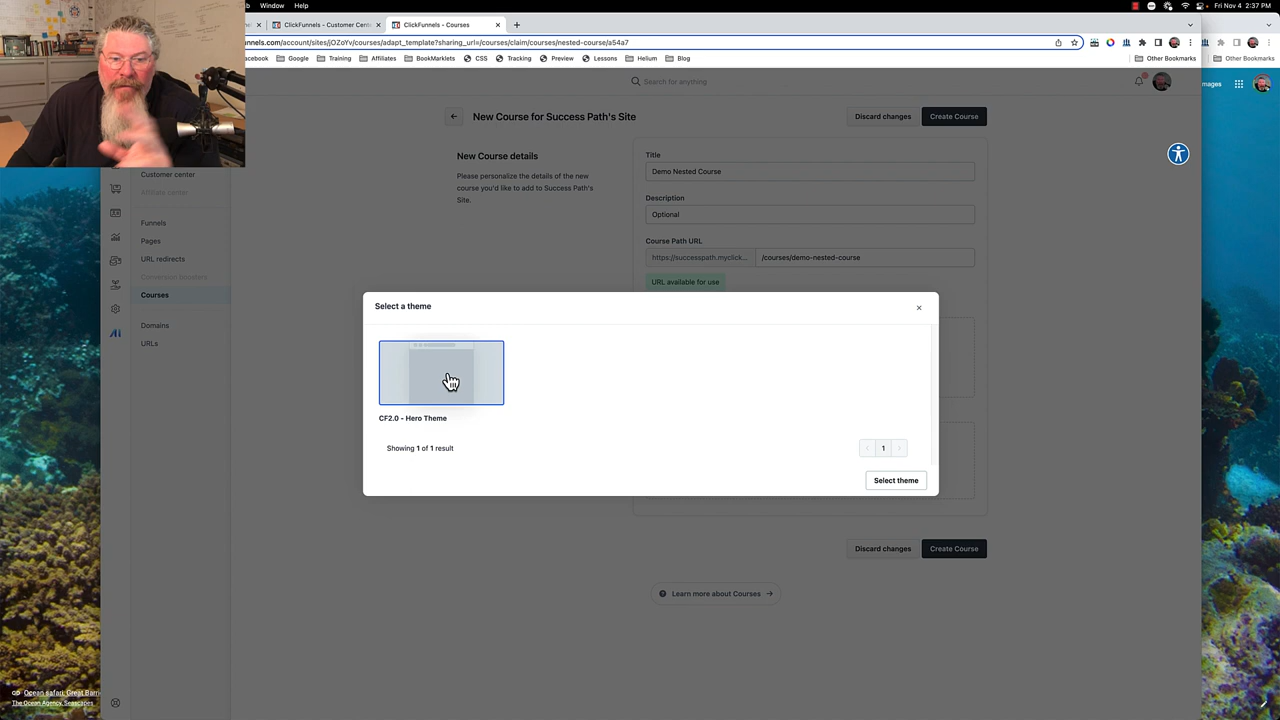 Window Help
Fri Nov 4 2:37 PM
ClickFunnels - Customer Cent
ClickFunnels - Courses
nnels.com/account/sites/jOZoYv/courses/adapt_template?sharing_url=/courses/claim/courses/nested-course/a54a7
acebook Google Training Affiliates BookMarklets CSS Tracking Preview Lessons Helium Blog Other Bookmarks Other Bookmarks
Search for anything
mages
New Course for Success Path's Site
Discard changes
Create Course
New Course details
Please personalize the details of the new
course you'd like to add to Success Path's
Site.
Title
Demo Nested Course
Description
Optional
Course Path URL
https://successpath.myclick...
/courses/demo-nested-course
URL available for use
Customer center
Affiliate center
Funnels
Pages
URL redirects
Conversion boosters
Courses
Domains
URLs
Select a theme
CF2.0 - Hero Theme
Showing 1 of 1 result
1
Select theme
Discard changes
Create Course
Learn more about Courses
Ocean safari, Great Barri
The Ocean Agency, Seascapes